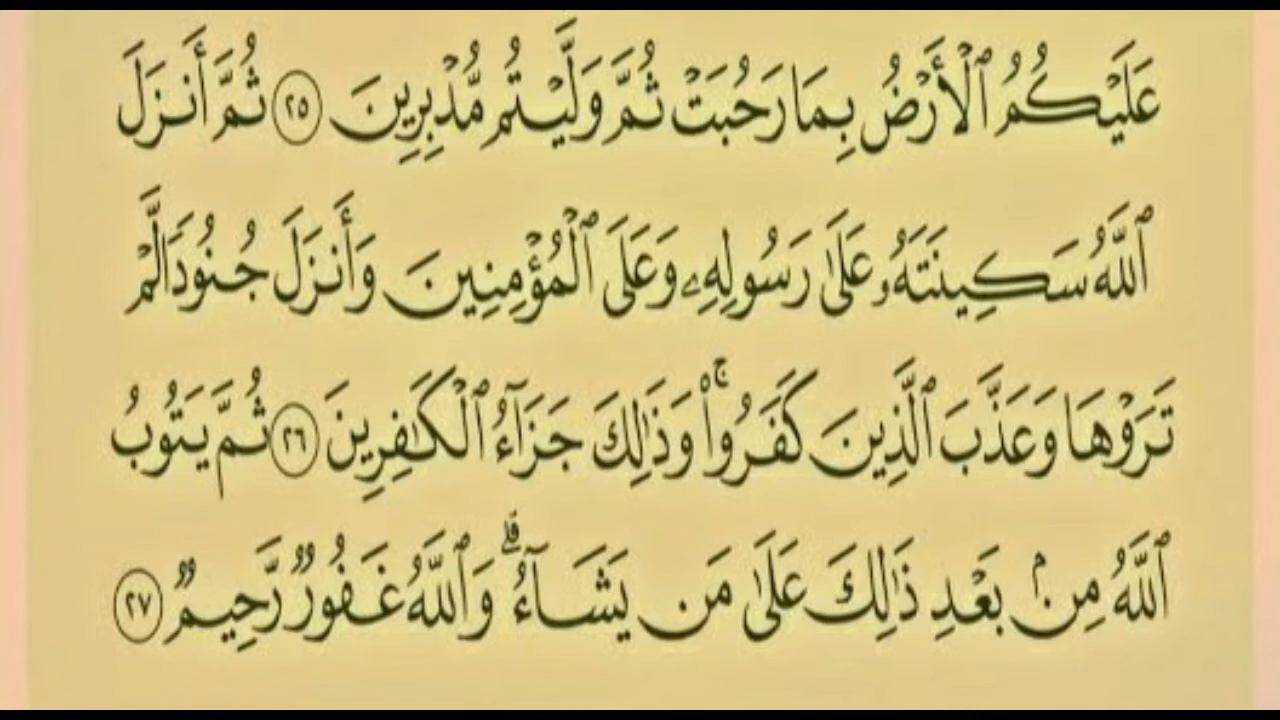 عَلَيْكُمُ ٱلْأَرْضُ بِمَا رَحُبَتْ ثُمَّ وَلَّيْتُم مُّدْبِرِينَ ٢٥ ثُمَّ أَنزَلَ
ٱللَّهُ سَكِينَتَهُۥ عَلَىٰ رَسُولِهِۦ وَعَلَى ٱلْمُؤْمِنِينَ وَأَنزَلَ جُنُودًا لَّمْ
تَرَوْهَا وَعَذَّبَ ٱلَّذِينَ كَفَرُوا۟ ۚ وَذَٰلِكَ جَزَآءُ ٱلْكَـٰفِرِينَ ٢٦ ثُمَّ يَتُوبُ
ٱللَّهُ مِنۢ بَعْدِ ذَٰلِكَ عَلَىٰ مَن يَشَآءُ ۗ وَٱللَّهُ غَفُورٌ رَّحِيمٌ ٢٧